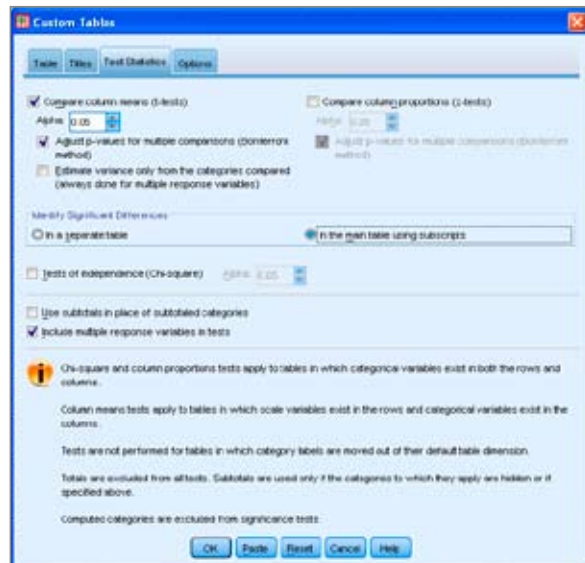 Custom Tables
Table Titles Test Statistics Options
Compare column means (t-tests)
Alpha: 0.05
Adjust p-values for multiple comparisons (Bonferroni
method)
Estimate variance only from the categories compared
(always done for multiple response variables)
Compare column proportions (z-tests)
Alpha: 0.05
Adjust p-values for multiple comparisons (Bonferroni
method)
Identify Significant Differences
In a separate table
In the main table using subscripts
Tests of independence (Chi-square) Alpha: 0.05
Use subtotals in place of subtotaled categories
Include multiple response variables in tests
Chi-square and column proportions tests apply to tables in which categorical variables exist in both the rows and
columns.
Column means tests apply to tables in which scale variables exist in the rows and categorical variables exist in the
columns.
Tests are not performed for tables in which category labels are moved out of their default table dimension.
Totals are excluded from all tests. Subtotals are used only if the categories to which they apply are hidden or if
specified above.
Computed categories are excluded from significance tests
OK Paste Reset Cancel Help